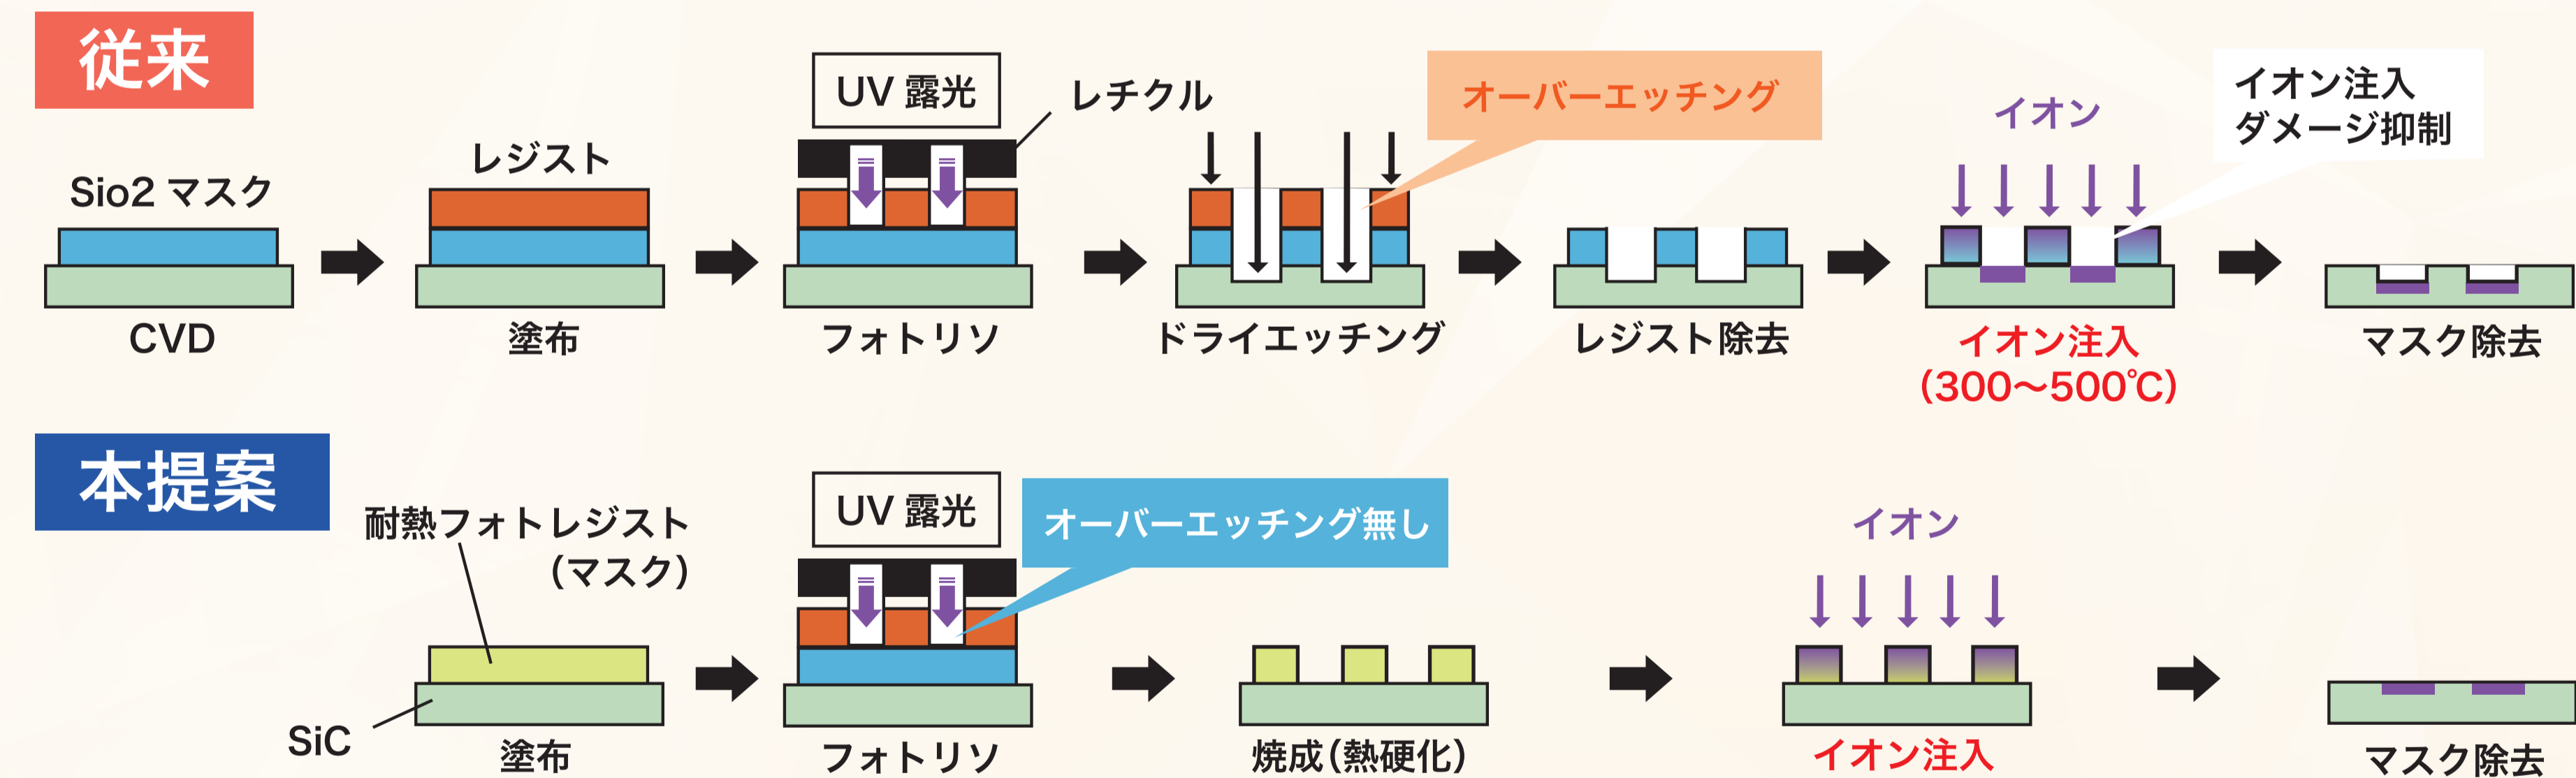 従来
Sio2 マスク
CVD
レジスト
塗布
UV 露光
レチクル
フォトリソ
オーバーエッチング
ドライエッチング
レジスト除去
イオン
イオン注入
ダメージ抑制
イオン注入
(300〜500℃)
マスク除去
本提案
耐熱フォトレジスト
(マスク)
SiC
塗布
UV 露光
オーバーエッチング無し
フォトリソ
焼成(熱硬化)
イオン
イオン注入
マスク除去